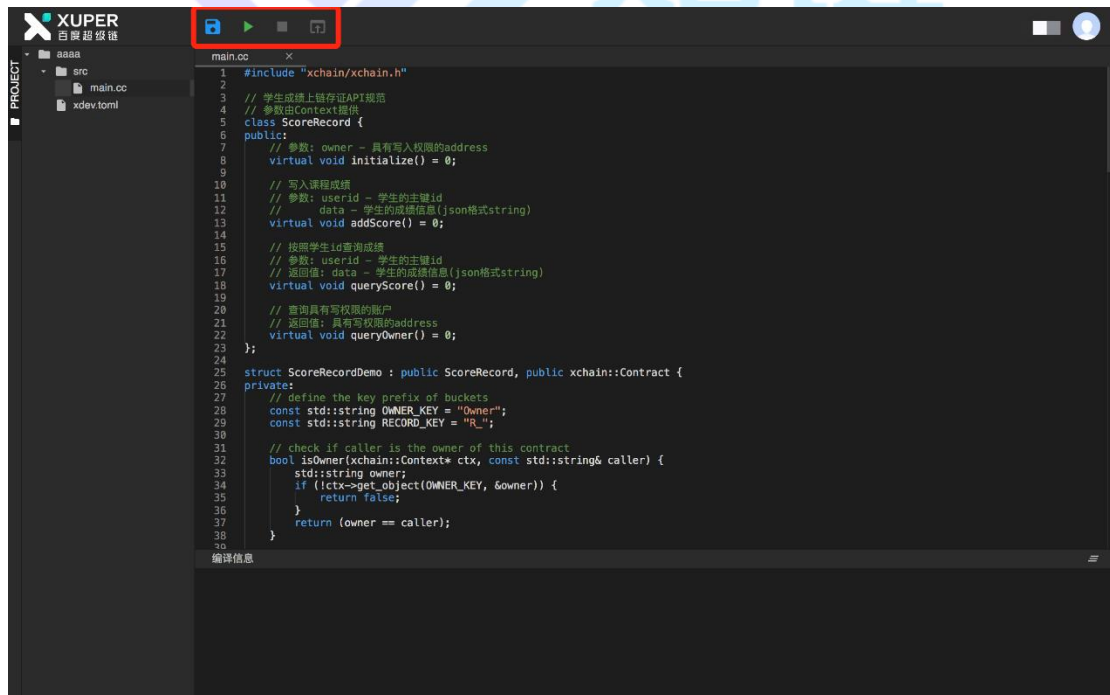 XUPER
百度超级链
PROJECT
aaaa
src
main.cc
xdev.toml
main.cc ×
1 #include "xchain/xchain.h"
2
3 // 学生成绩上链存证API规范
4 // 参数由Context提供
5 class ScoreRecord {
6 public:
7 // 参数: owner - 具有写入权限的address
8 virtual void initialize() = 0;
9
10 // 写入课程成绩
11 // 参数: userid - 学生的主键id
12 // data - 学生的成绩信息(json格式string)
13 virtual void addScore() = 0;
14
15 // 按照学生id查询成绩
16 // 参数: userid - 学生的主键id
17 // 返回值: data - 学生的成绩信息(json格式string)
18 virtual void queryScore() = 0;
19
20 // 查询具有写权限的账户
21 // 返回值: 具有写权限的address
22 virtual void queryOwner() = 0;
23 };
24
25 struct ScoreRecordDemo : public ScoreRecord, public xchain::Contract {
26 private:
27 // define the key prefix of buckets
28 const std::string OWNER_KEY = "Owner";
29 const std::string RECORD_KEY = "R_";
30
31 // check if caller is the owner of this contract
32 bool isOwner(xchain::Context* ctx, const std::string& caller) {
33 std::string owner;
34 if (!ctx->get_object(OWNER_KEY, &owner)) {
35 return false;
36 }
37 return (owner == caller);
38 }
39
编译信息